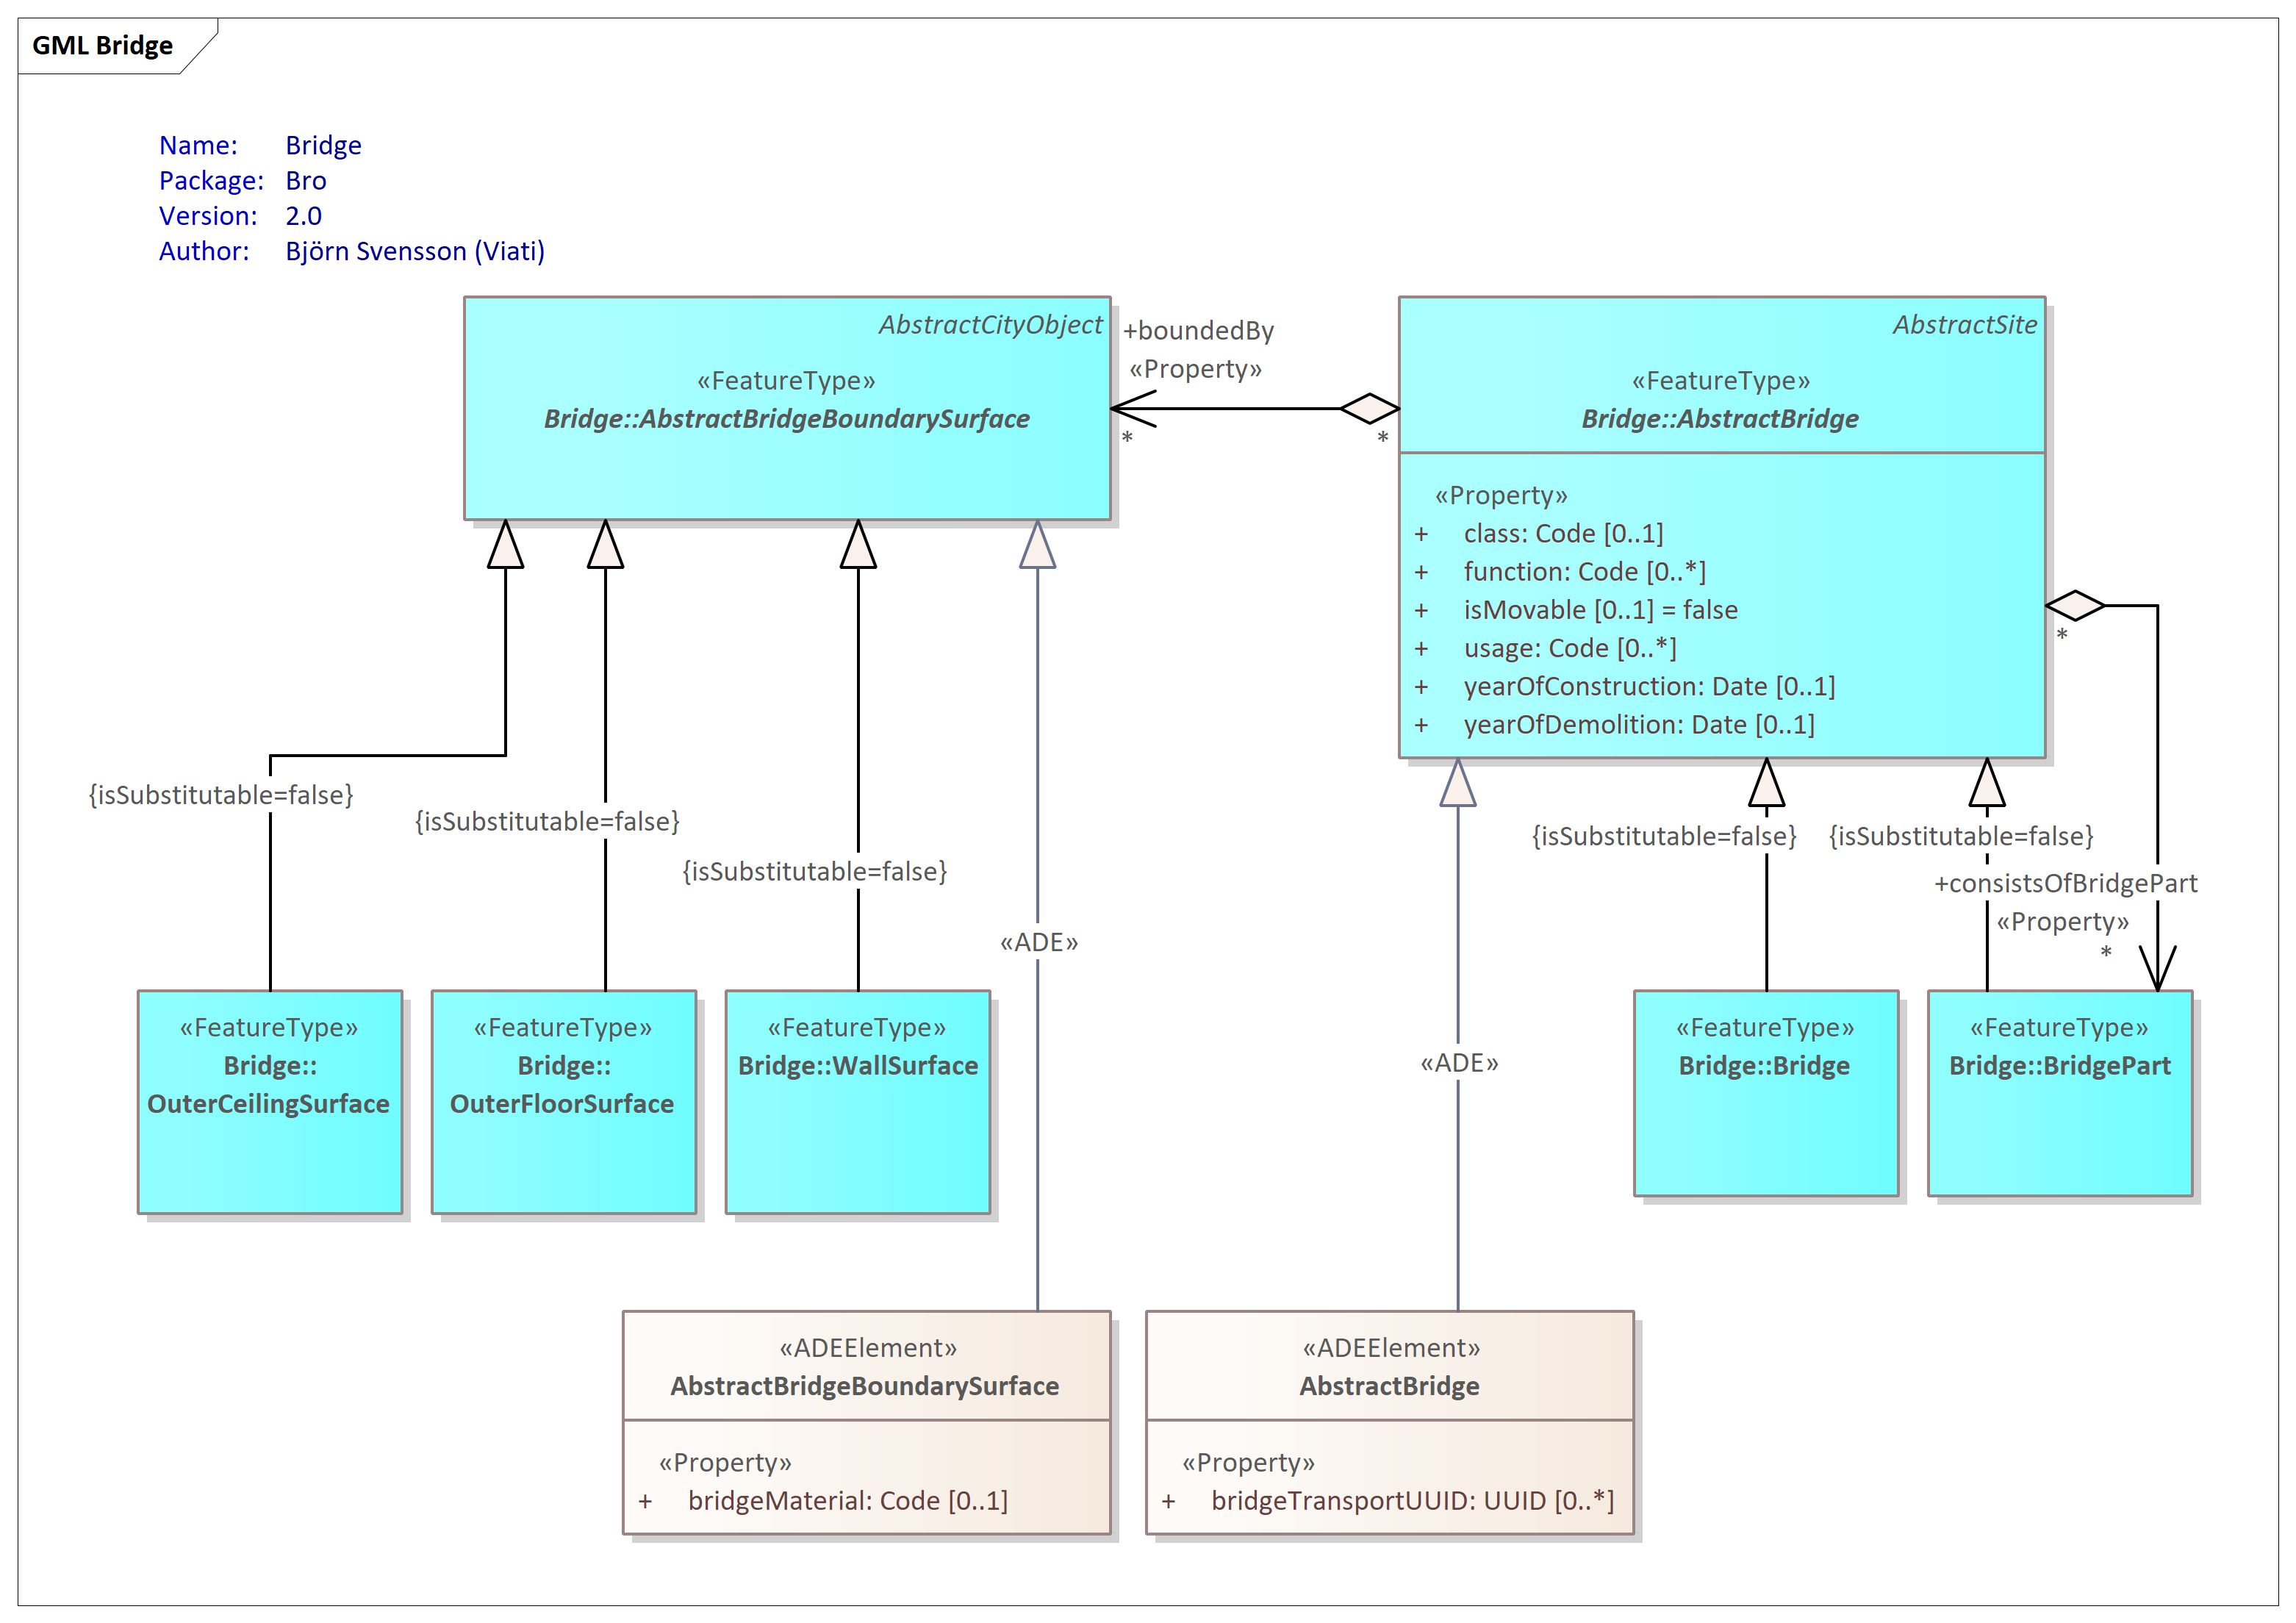 GML Bridge
Name: Bridge
Package: Bro
Version: 2.0
Author: Björn Svensson (Viati)
AbstractCityObject
«FeatureType»
Bridge::AbstractBridgeBoundarySurface
+boundedBy
«Property»
*
*
AbstractSite
«FeatureType»
Bridge::AbstractBridge
«Property»
+ class: Code [0..1]
+ function: Code [0..*]
+ isMovable [0..1] = false
+ usage: Code [0..*]
+ yearOfConstruction: Date [0..1]
+ yearOfDemolition: Date [0..1]
*
{isSubstitutable=false}
{isSubstitutable=false}
{isSubstitutable=false}
«ADE»
«ADE»
{isSubstitutable=false}
{isSubstitutable=false}
+consistsOfBridgePart
«Property»
*
«FeatureType»
Bridge::
OuterCeilingSurface
«FeatureType»
Bridge::
OuterFloorSurface
«FeatureType»
Bridge::WallSurface
«FeatureType»
Bridge::Bridge
«FeatureType»
Bridge::BridgePart
«ADEElement»
AbstractBridgeBoundarySurface
«Property»
+ bridgeMaterial: Code [0..1]
«ADEElement»
AbstractBridge
«Property»
+ bridgeTransportUUID: UUID [0..*]